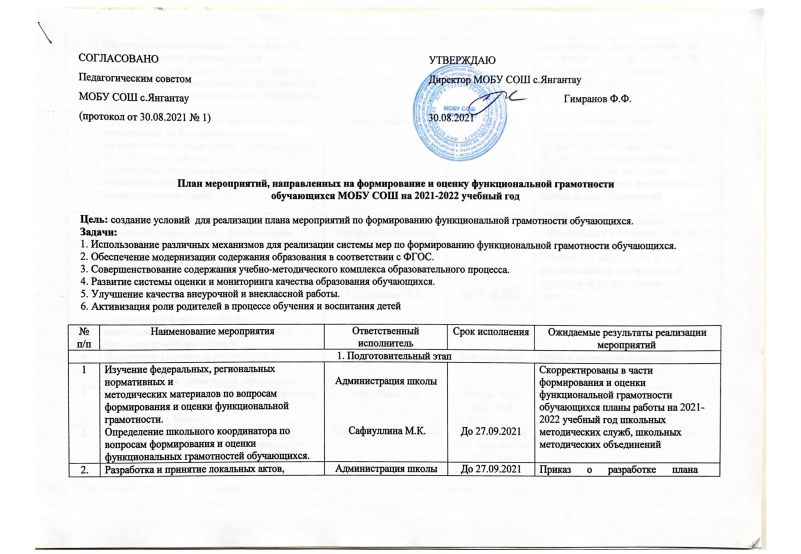 СОГЛАСОВАНО
Педагогическим советом
МОБУ СОШ с.Янгантау
(протокол от 30.08.2021 № 1)
УТВЕРЖДАЮ
Директор МОБУ СОШ с.Янгантау
Гимранов Ф.Ф.
30.08.2021
МОБУ СОШ
План мероприятий, направленных на формирование и оценку функциональной грамотности
обучающихся МОБУ СОШ на 2021-2022 учебный год
Цель: создание условий для реализации плана мероприятий по формированию функциональной грамотности обучающихся.
Задачи:
1. Использование различных механизмов для реализации системы мер по формированию функциональной грамотности обучающихся.
2. Обеспечение модернизации содержания образования в соответствии с ФГОС.
3. Совершенствование содержания учебно-методического комплекса образовательного процесса.
4. Развитие системы оценки и мониторинга качества образования обучающихся.
5. Улучшение качества внеурочной и внеклассной работы.
6. Активизация роли родителей в процессе обучения и воспитания детей
№ п/п
Наименование мероприятия
Ответственный
исполнитель
Срок исполнения
Ожидаемые результаты реализации
мероприятий
1. Подготовительный этап
1
Изучение федеральных, региональных
нормативных и
методических материалов по вопросам
формирования и оценки функциональной
грамотности.
Определение школьного координатора по
вопросам формирования и оценки
функциональных грамотностей обучающихся.
Администрация школы
Сафиуллина М.К.
До 27.09.2021
Скорректированы в части
формирования и оценки
функциональной грамотности
обучающихся планы работы на 2021-
2022 учебный год школьных
методических служб, школьных
методических объединений
2.
Разработка и принятие локальных актов,
Администрация школы
До 27.09.2021
Приказ о разработке плана